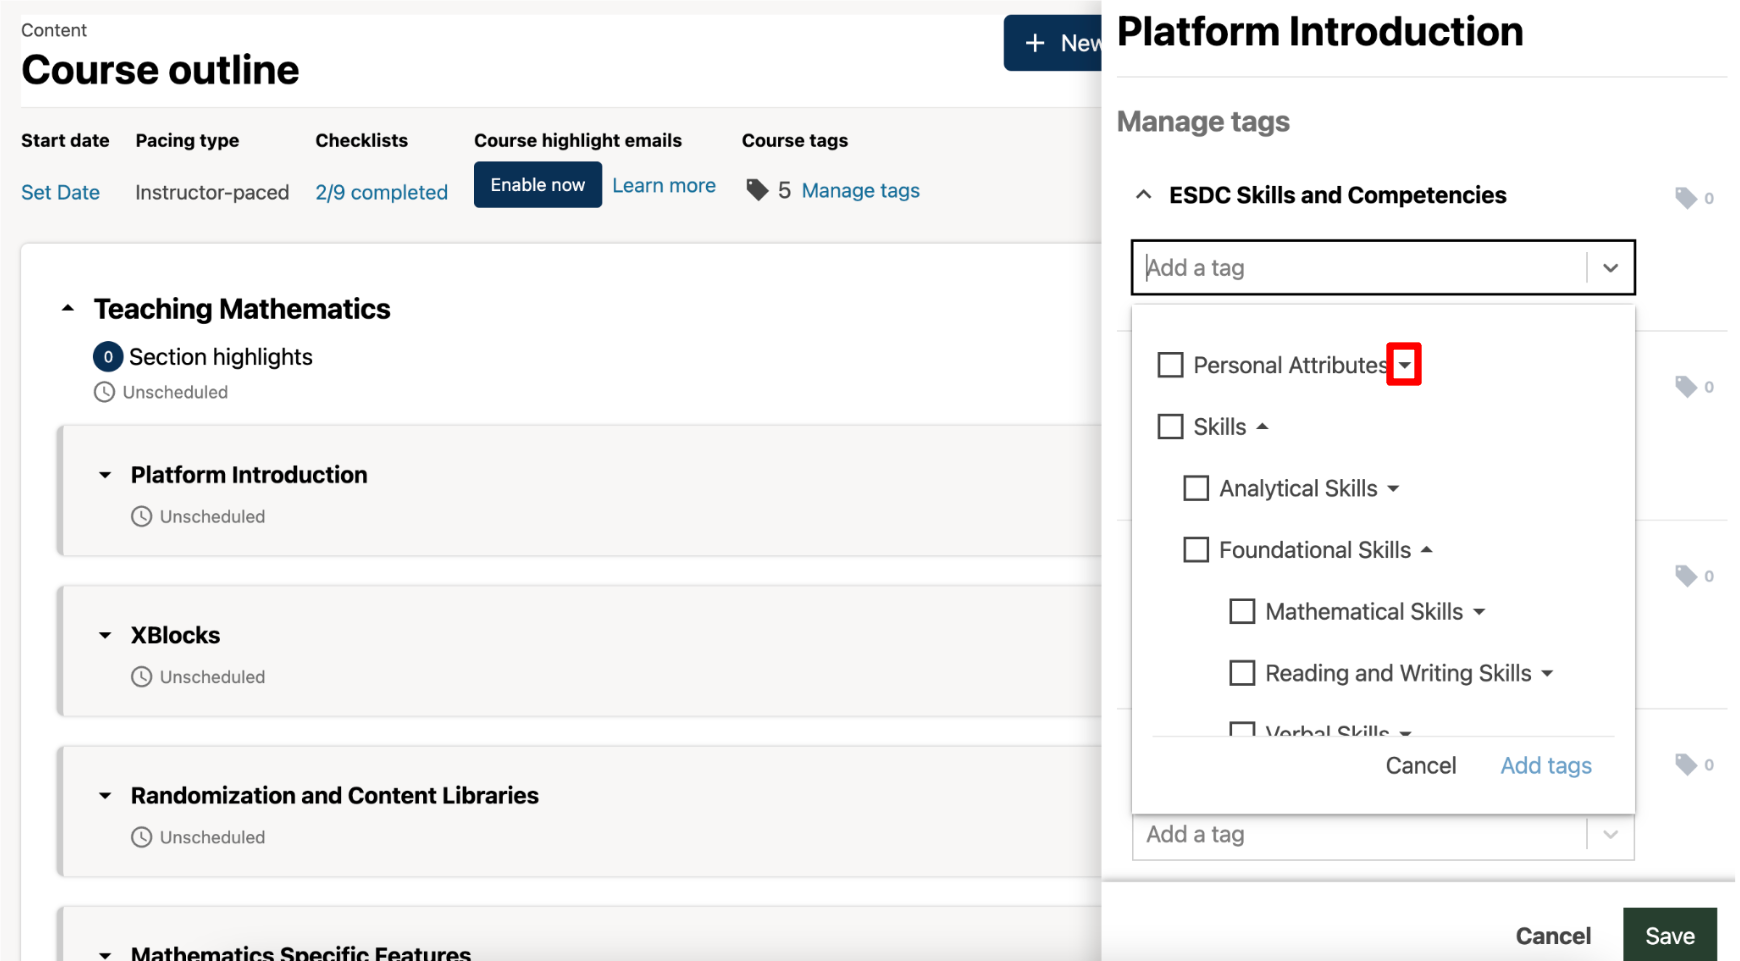 Content
Course outline
+ New
Start date
Pacing type
Checklists
Course highlight emails
Course tags
Set Date
Instructor-paced
2/9 completed
Enable now
Learn more
5
Manage tags
Teaching Mathematics
0
Section highlights
Unscheduled
Platform Introduction
Unscheduled
XBlocks
Unscheduled
Randomization and Content Libraries
Unscheduled
Mathematics Specific Features
Platform Introduction
Manage tags
ESDC Skills and Competencies
0
Add a tag
Personal Attributes
0
Skills
Analytical Skills
Foundational Skills
0
Mathematical Skills
Reading and Writing Skills
Verbal Skills
Cancel
Add tags
0
Add a tag
Cancel
Save